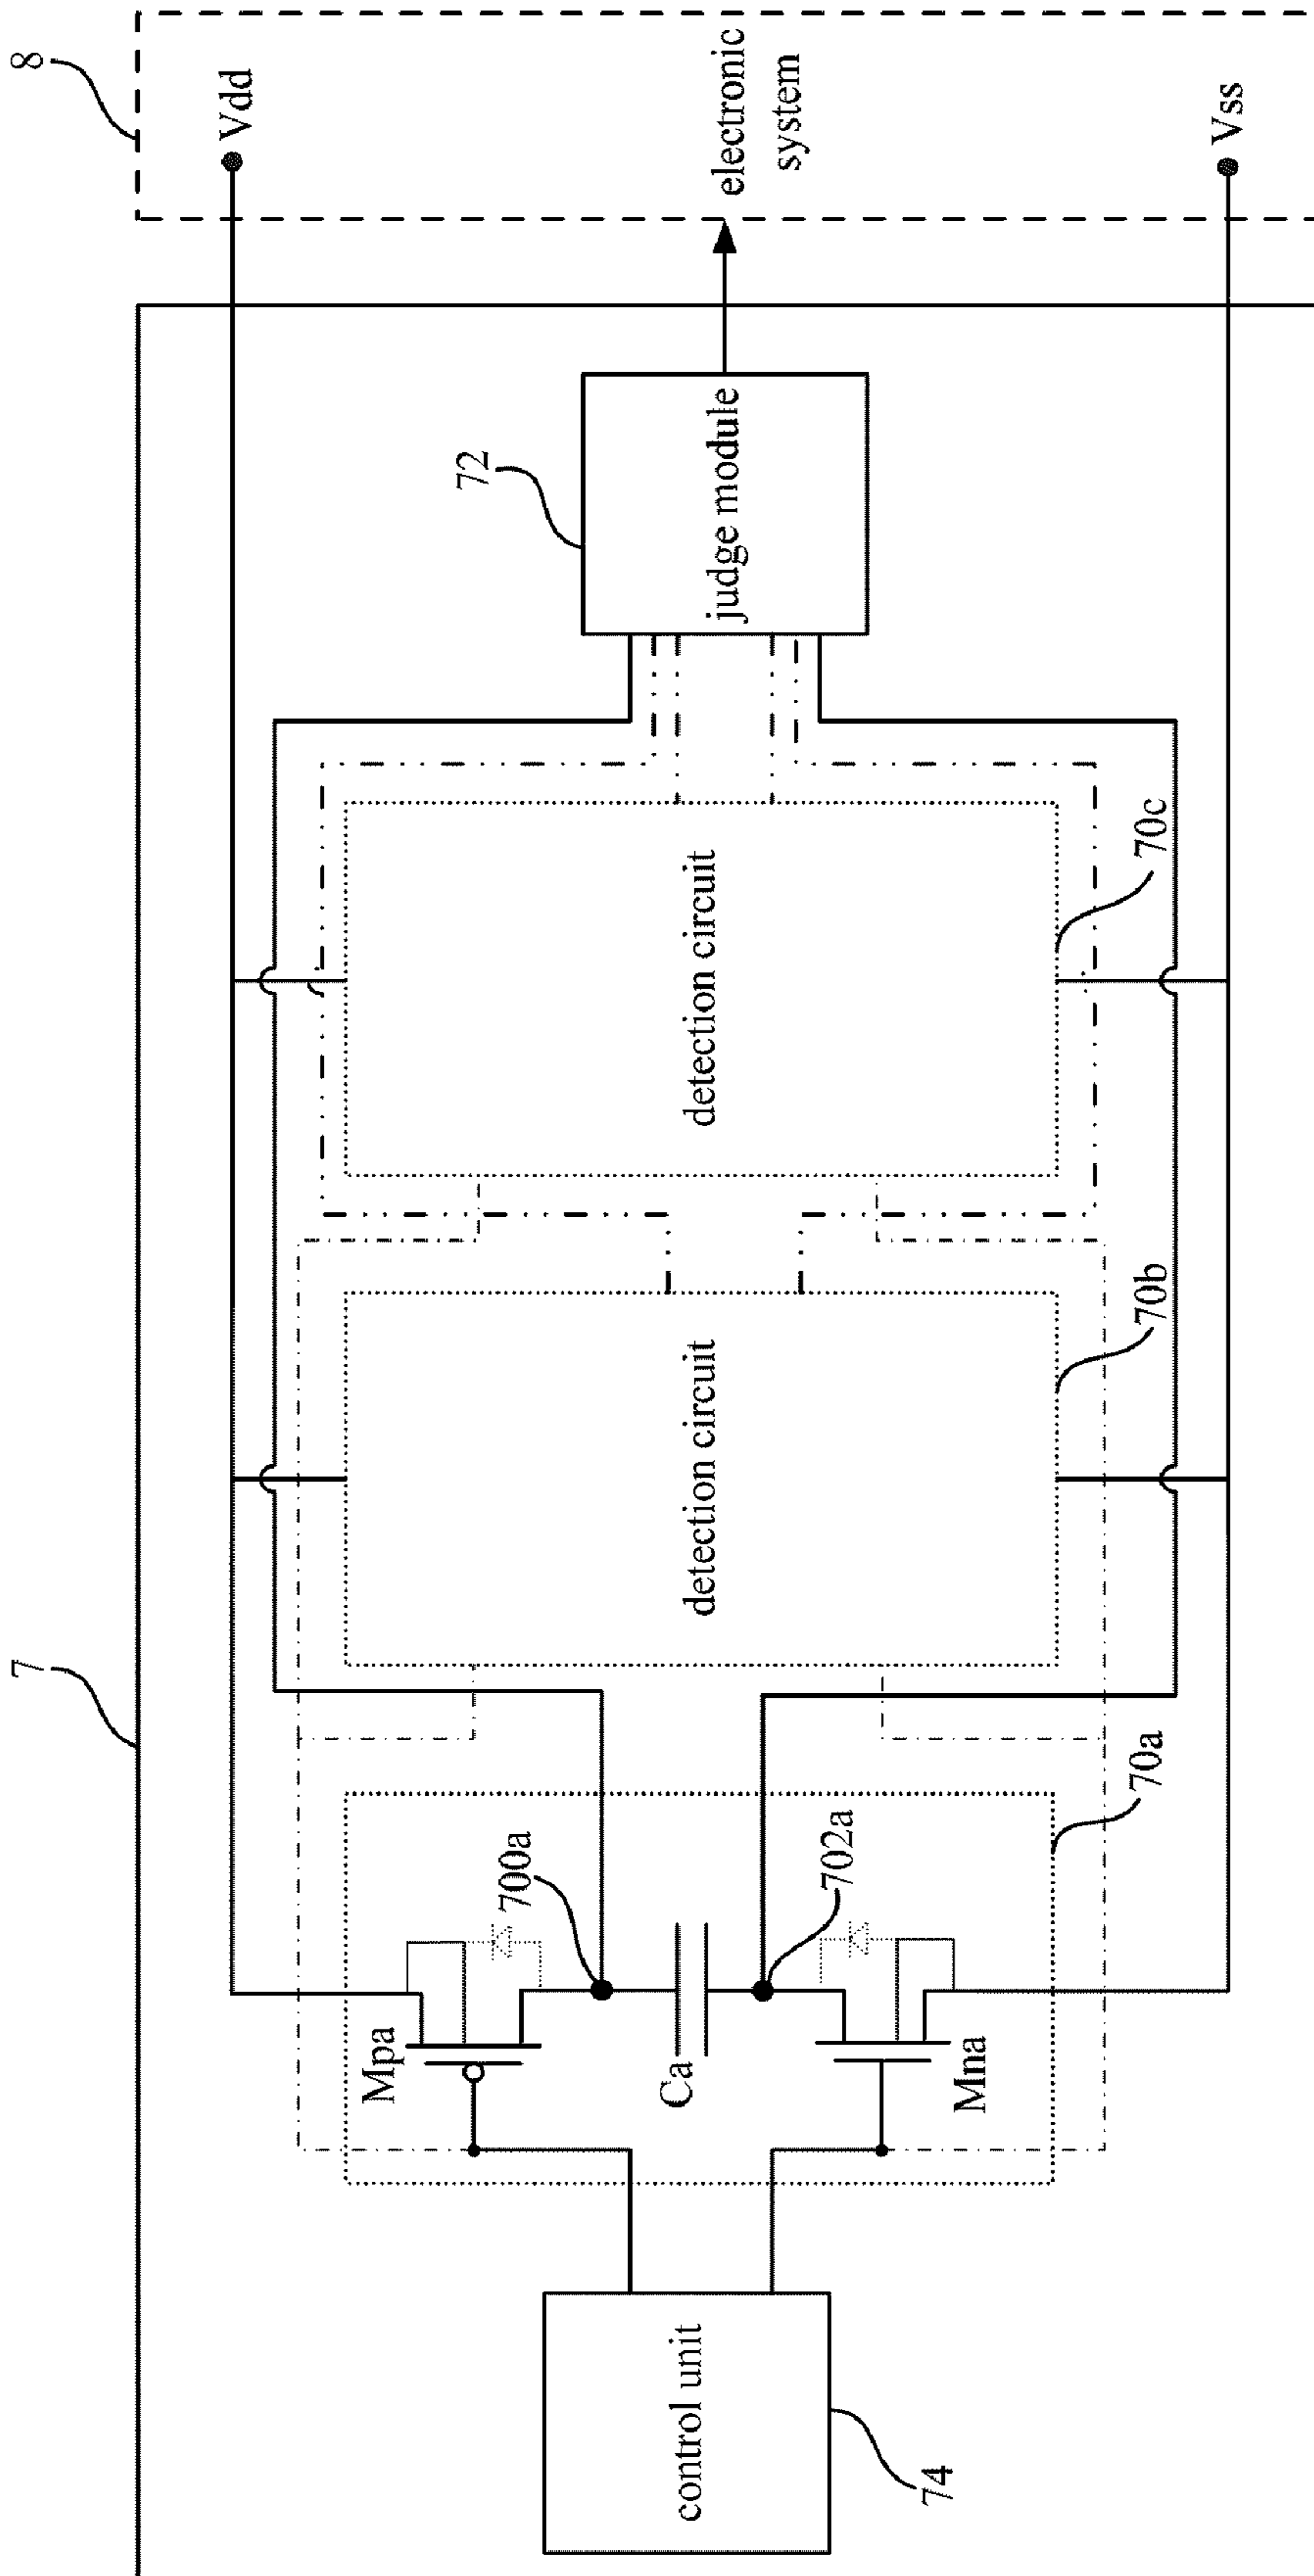 7
8
Vdd
Mpa
700a
Ca
702a
Mna
70a
control unit
74
detection circuit
70b
detection circuit
70c
72
judge module
electronic
system
Vss